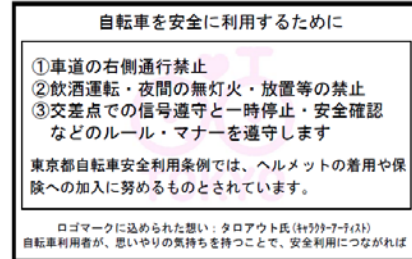 自転車を安全に利用するために
①車道の右側通行禁止
②飲酒運転・夜間の無灯火・放置等の禁止
③交差点での信号遵守と一時停止・安全確認
などのルール・マナーを遵守します
東京都自転車安全利用条例では、ヘルメットの着用や保
険への加入に努めるものとされています。
ロゴマークに込められた想い：タロアウト氏(ｷｬﾗｸﾀｰｱｰﾃｨｽﾄ)
自転車利用者が、思いやりの気持ちを持つことで、安全利用につながれば